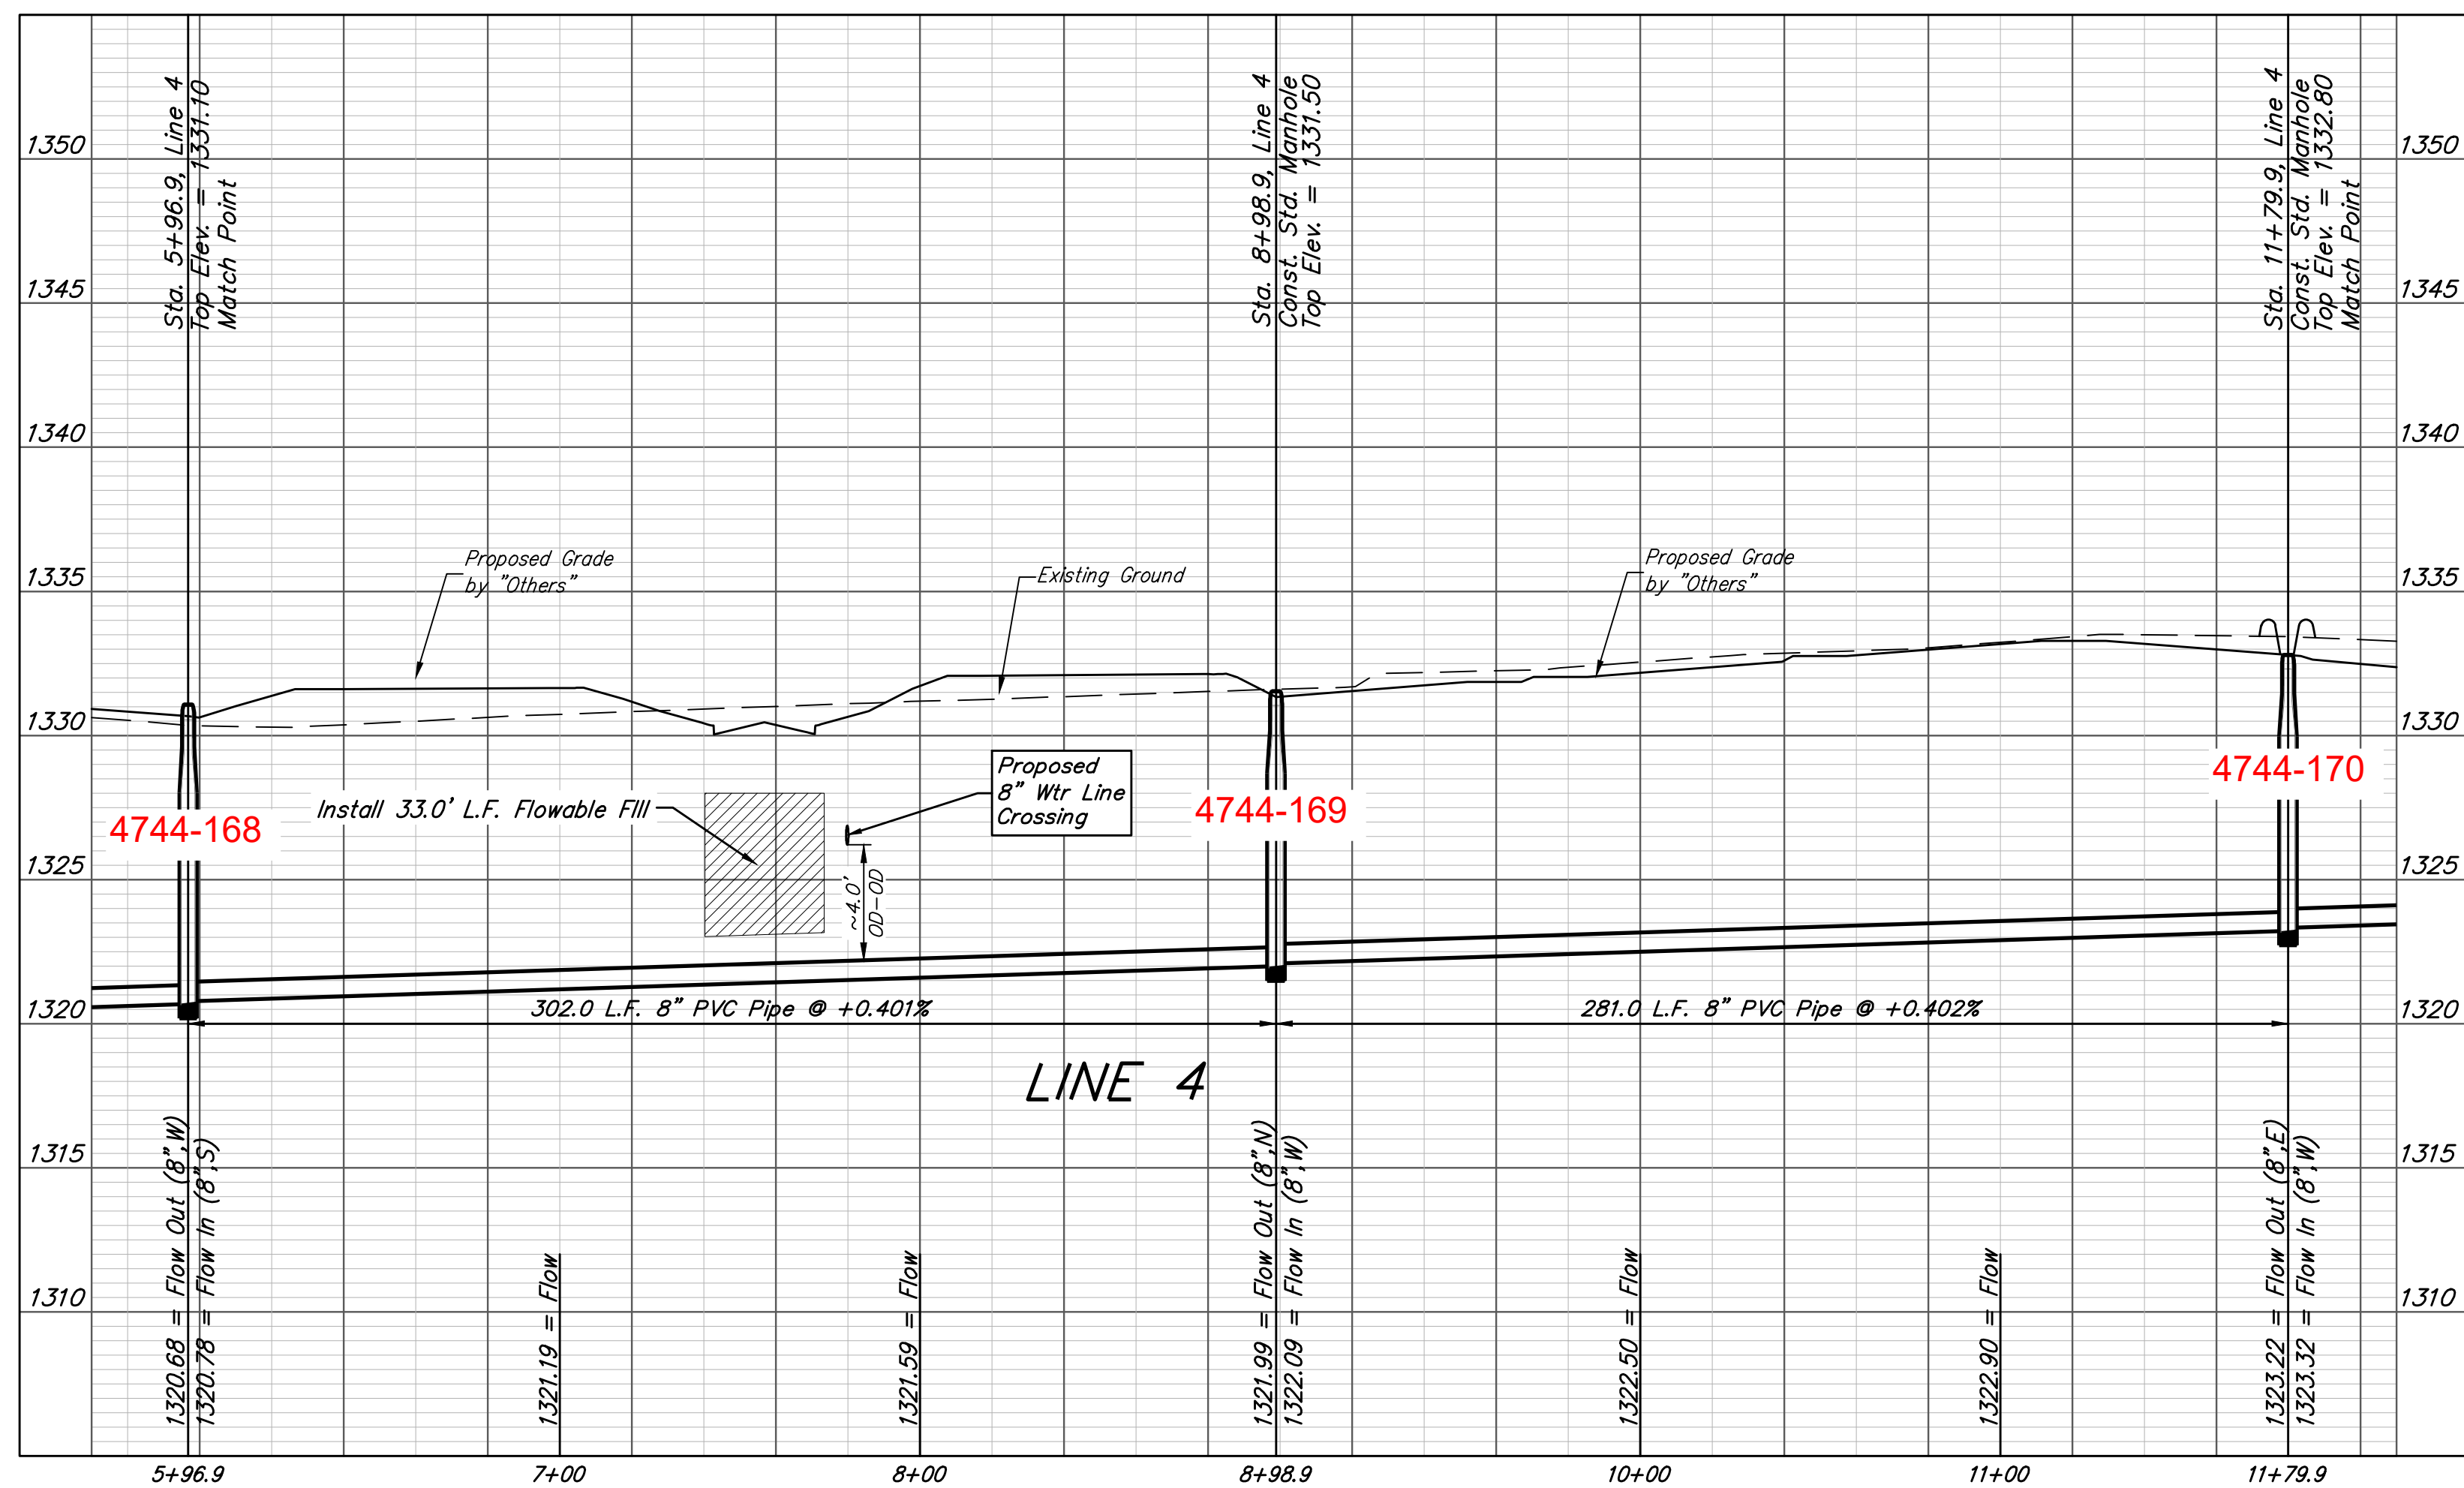 Sta. 5+96.9, Line 4
Top Elev. = 1331.10
Match Point
Sta. 8+98.9, Line 4
Const. Std. Manhole
Top Elev. = 1331.50
Sta. 11+79.9, Line 4
Const. Std. Manhole
Top Elev. = 1332.80
Match Point
1350
1350
1345
1345
1340
1340
1335
1335
Proposed Grade
by "Others"
Existing Ground
Proposed Grade
by "Others"
1330
1330
Proposed
8" Wtr Line
Crossing
Install 33.0' L.F. Flowable FIll
4744-168
4744-169
4744-170
1325
1325
~4.0'
OD-OD
1320
1320
302.0 L.F. 8" PVC Pipe @ +0.401%
281.0 L.F. 8" PVC Pipe @ +0.402%
LINE 4
1315
1315
1310
1310
1320.68 = Flow Out (8",W)
1320.78 = Flow In (8",S)
1321.19 = Flow
1321.59 = Flow
1321.99 = Flow Out (8",N)
1322.09 = Flow In (8",W)
1322.50 = Flow
1322.90 = Flow
1323.22 = Flow Out (8",E)
1323.32 = Flow In (8",W)
5+96.9
7+00
8+00
8+98.9
10+00
11+00
11+79.9